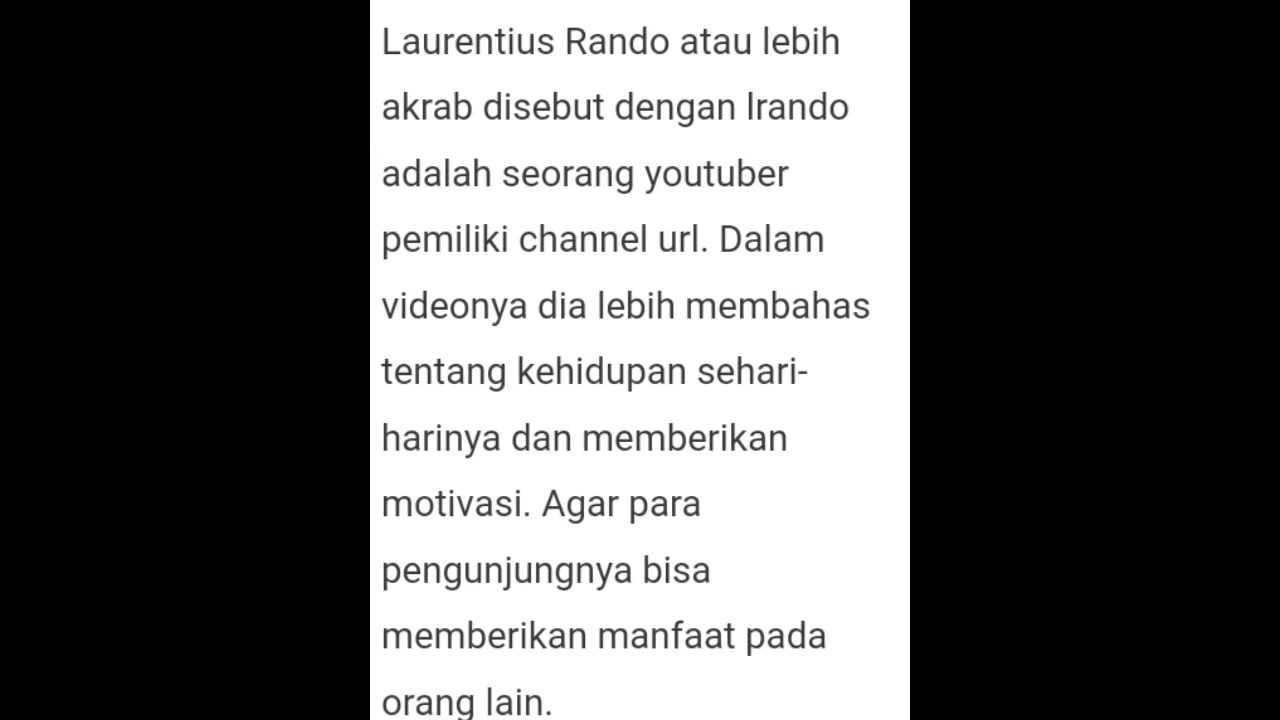 Laurentius Rando atau lebih
akrab disebut dengan lrando
adalah seorang youtuber
pemiliki channel url. Dalam
videonya dia lebih membahas
tentang kehidupan sehari-
harinya dan memberikan
motivasi. Agar para
pengunjungnya bisa
memberikan manfaat pada
orang lain.